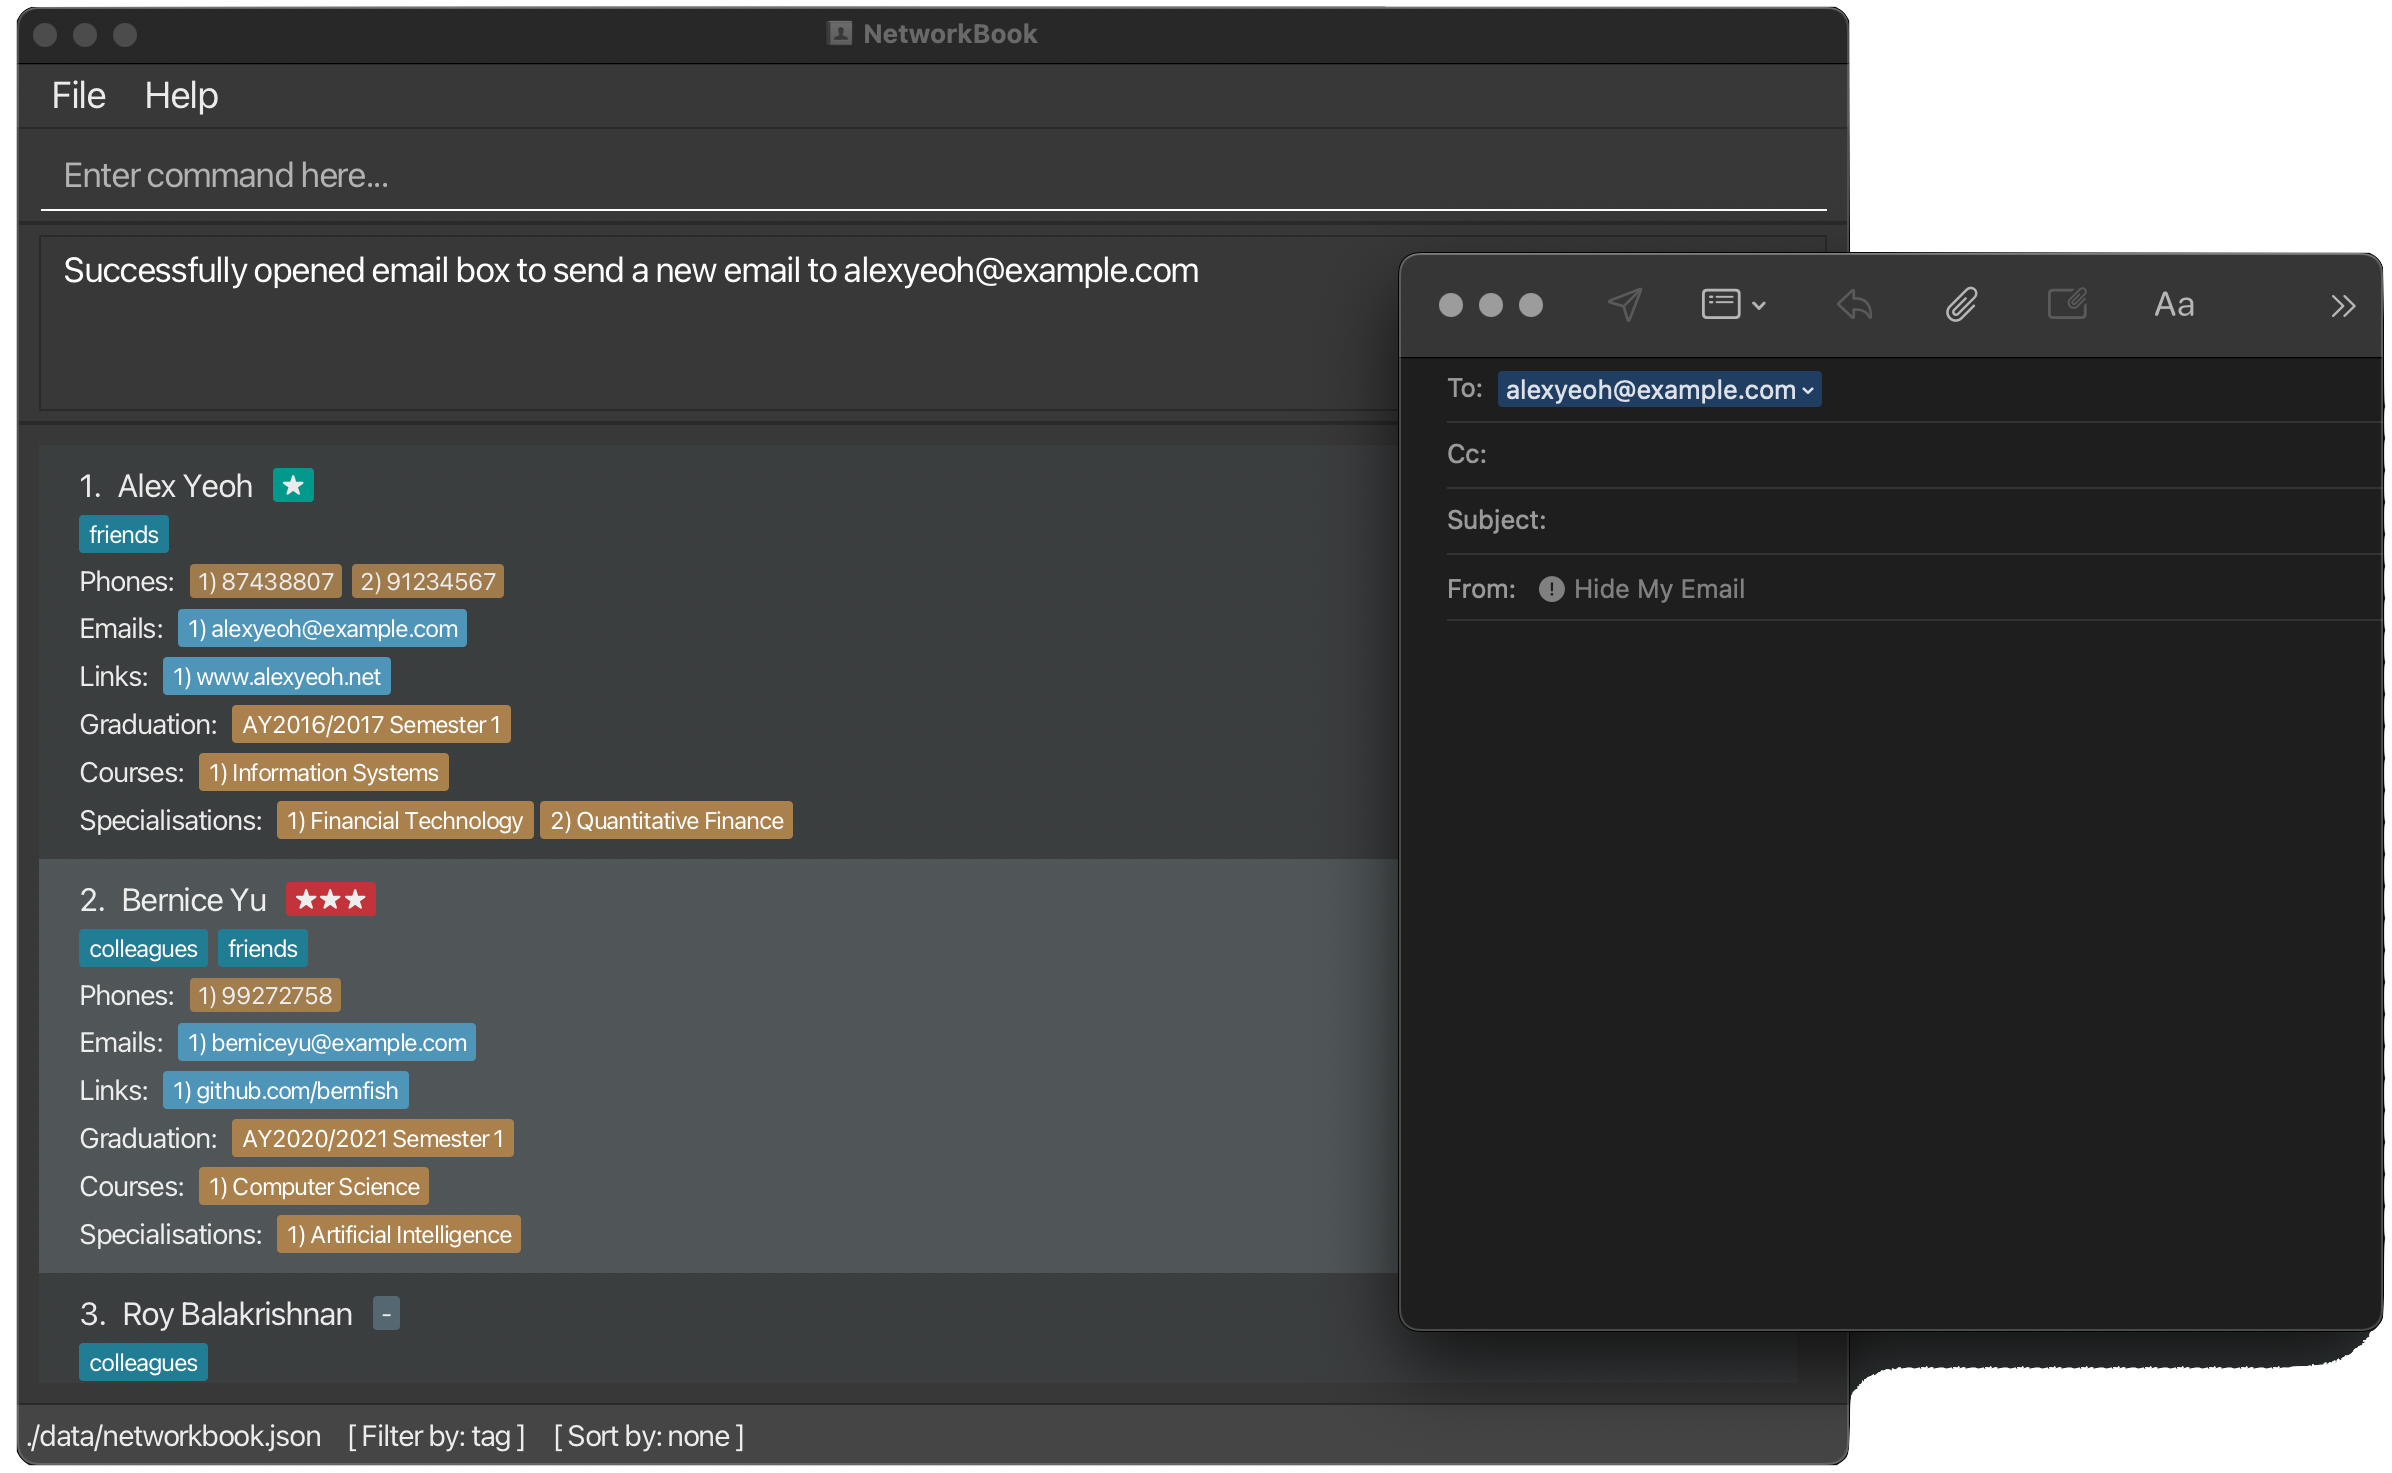 NetworkBook
File Help
Enter command here...
Successfully opened email box to send a new email to alexyeoh@example.com
1. Alex Yeoh ★
friends
Phones: 1) 87438807 2) 91234567
Emails: 1) alexyeoh@example.com
Links: 1) www.alexyeoh.net
Graduation: AY2016/2017 Semester 1
Courses: 1) Information Systems
Specialisations: 1) Financial Technology 2) Quantitative Finance
2. Bernice Yu ★★★
colleagues friends
Phones: 1) 99272758
Emails: 1) berniceyu@example.com
Links: 1) github.com/bernfish
Graduation: AY2020/2021 Semester 1
Courses: 1) Computer Science
Specialisations: 1) Artificial Intelligence
3. Roy Balakrishnan -
colleagues
./data/networkbook.json [ Filter by: tag ] [ Sort by: none ]
Aa
To: alexyeoh@example.com
Cc:
Subject:
From: ! Hide My Email